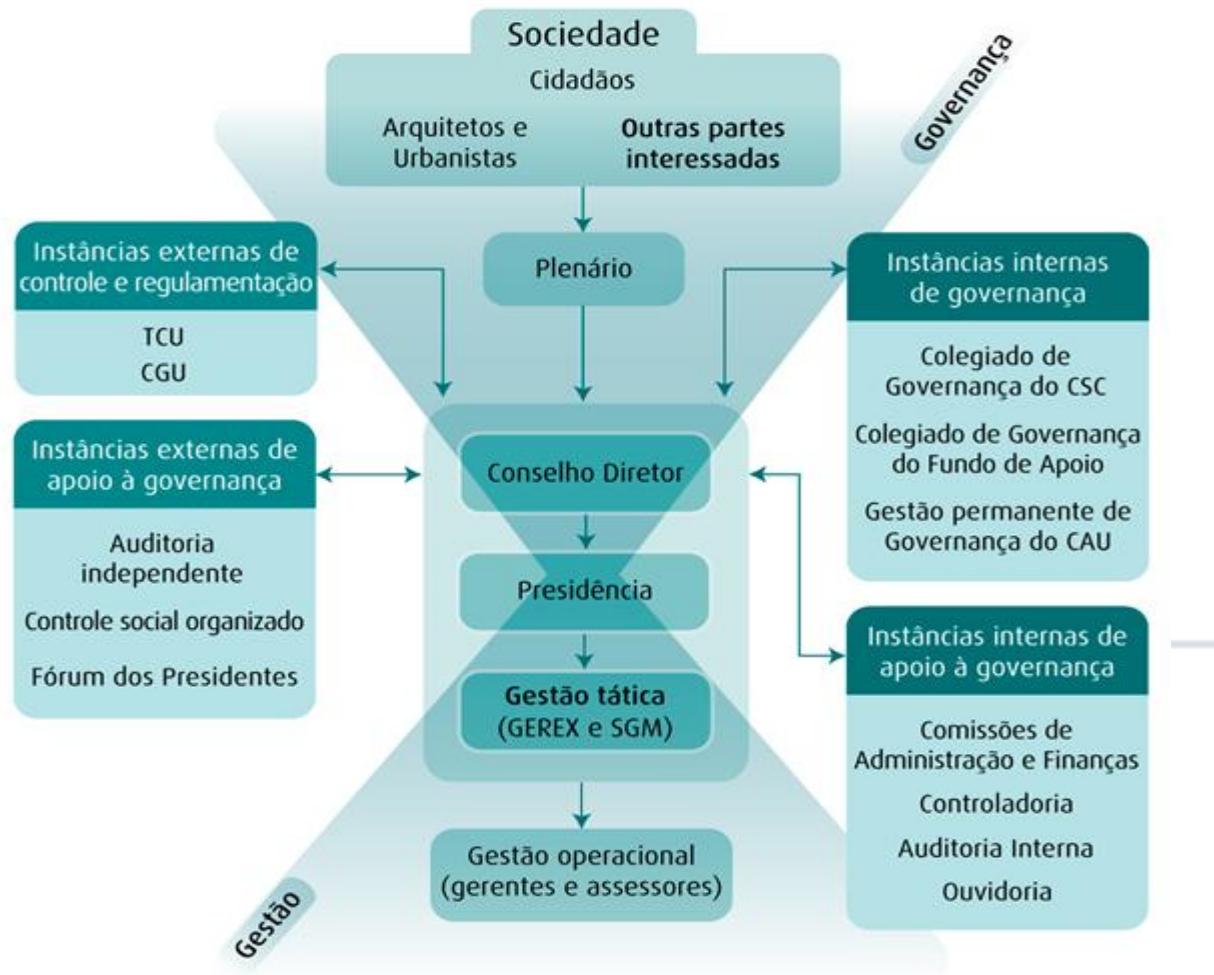 Sociedade
Cidadãos
Arquitetos e
Urbanistas
Outras partes
interessadas
Governança
Plenário
Instâncias externas de
controle e regulamentação
TCU
CGU
Instâncias internas
de governança
Colegiado de
Governança do CSC
Colegiado de Governança
do Fundo de Apoio
Gestão permanente de
Governança do CAU
Instâncias externas de
apoio à governança
Auditoria
independente
Controle social organizado
Fórum dos Presidentes
Conselho Diretor
Presidência
Gestão tática
(GEREX e SGM)
Instâncias internas de
apoio à governança
Comissões de
Administração e Finanças
Controladoria
Auditoria Interna
Ouvidoria
Gestão operacional
(gerentes e assessores)
Gestão